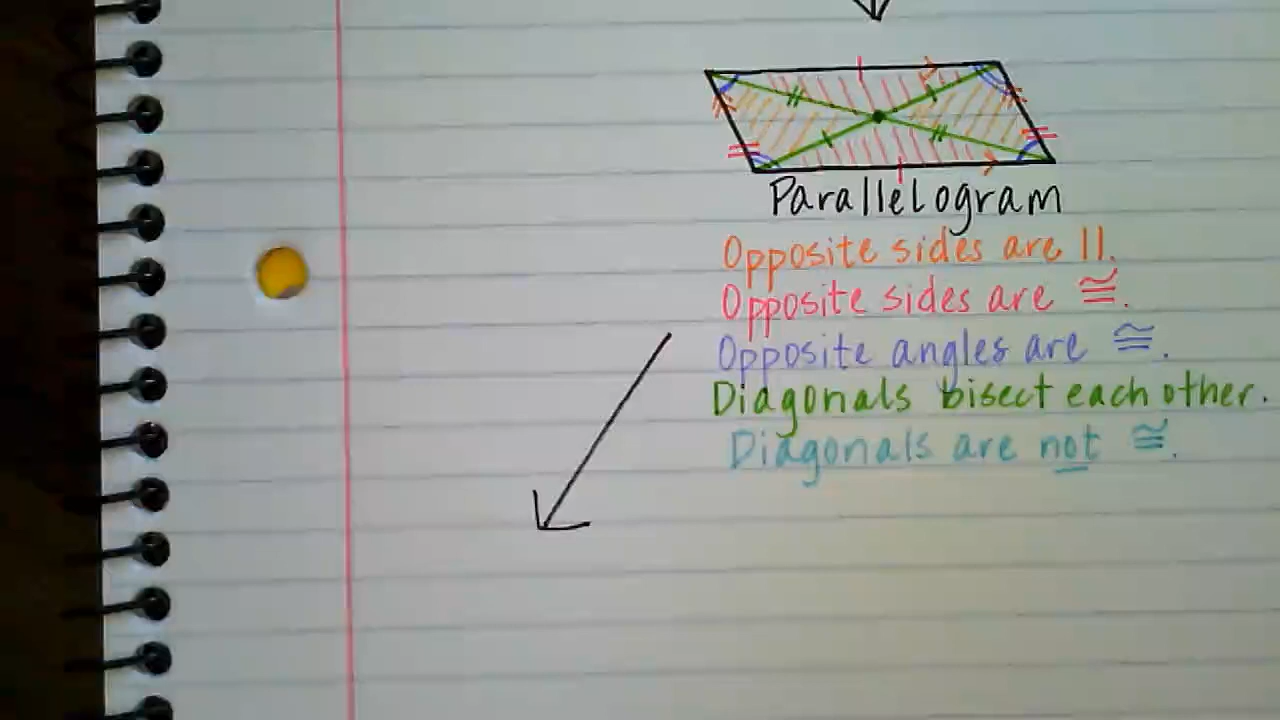 Parallelogram
Opposite sides are ||.
Opposite sides are ≅.
Opposite angles are ≅.
Diagonals bisect each other.
Diagonals are not ≅.